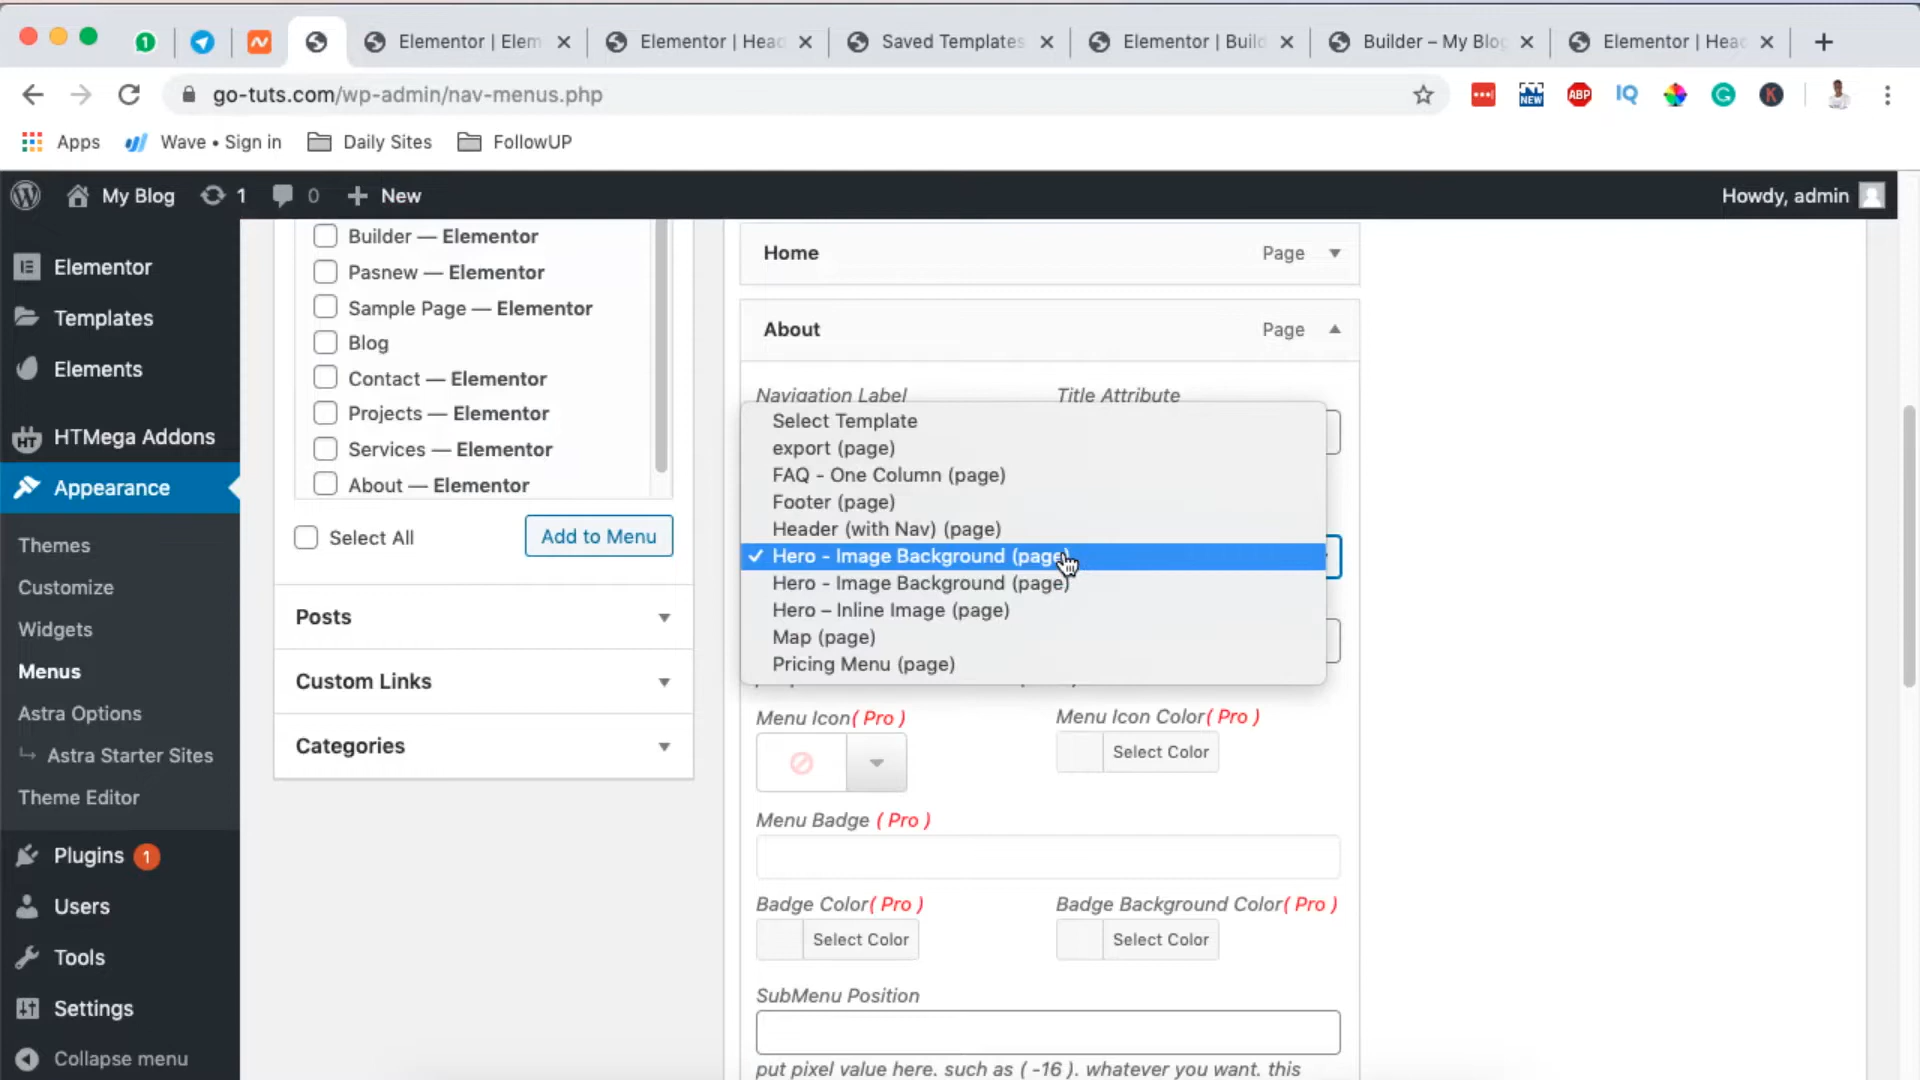 1
Elementor | Elem
Elementor | Head
Saved Templates
Elementor | Build
Builder – My Blog
Elementor | Head
go-tuts.com/wp-admin/nav-menus.php
NEW
ABP
IQ
Apps
Wave • Sign in
Daily Sites
FollowUP
My Blog
1
0
New
Howdy, admin
Elementor
Templates
Elements
HTMega Addons
Appearance
Themes
Customize
Widgets
Menus
Astra Options
Astra Starter Sites
Theme Editor
Plugins 1
Users
Tools
Settings
Collapse menu
Builder — Elementor
Pasnew — Elementor
Sample Page — Elementor
Blog
Contact — Elementor
Projects — Elementor
Services — Elementor
About — Elementor
Select All
Add to Menu
Posts
Custom Links
Categories
Home Page
About Page
Navigation Label Title Attribute
Select Template
export (page)
FAQ - One Column (page)
Footer (page)
Header (with Nav) (page)
✓ Hero - Image Background (page)
Hero - Image Background (page)
Hero – Inline Image (page)
Map (page)
Pricing Menu (page)
Menu Icon( Pro ) Menu Icon Color( Pro )
Select Color
Menu Badge ( Pro )
Badge Color( Pro ) Badge Background Color( Pro )
Select Color Select Color
SubMenu Position
put pixel value here. such as ( -16 ). whatever you want. this